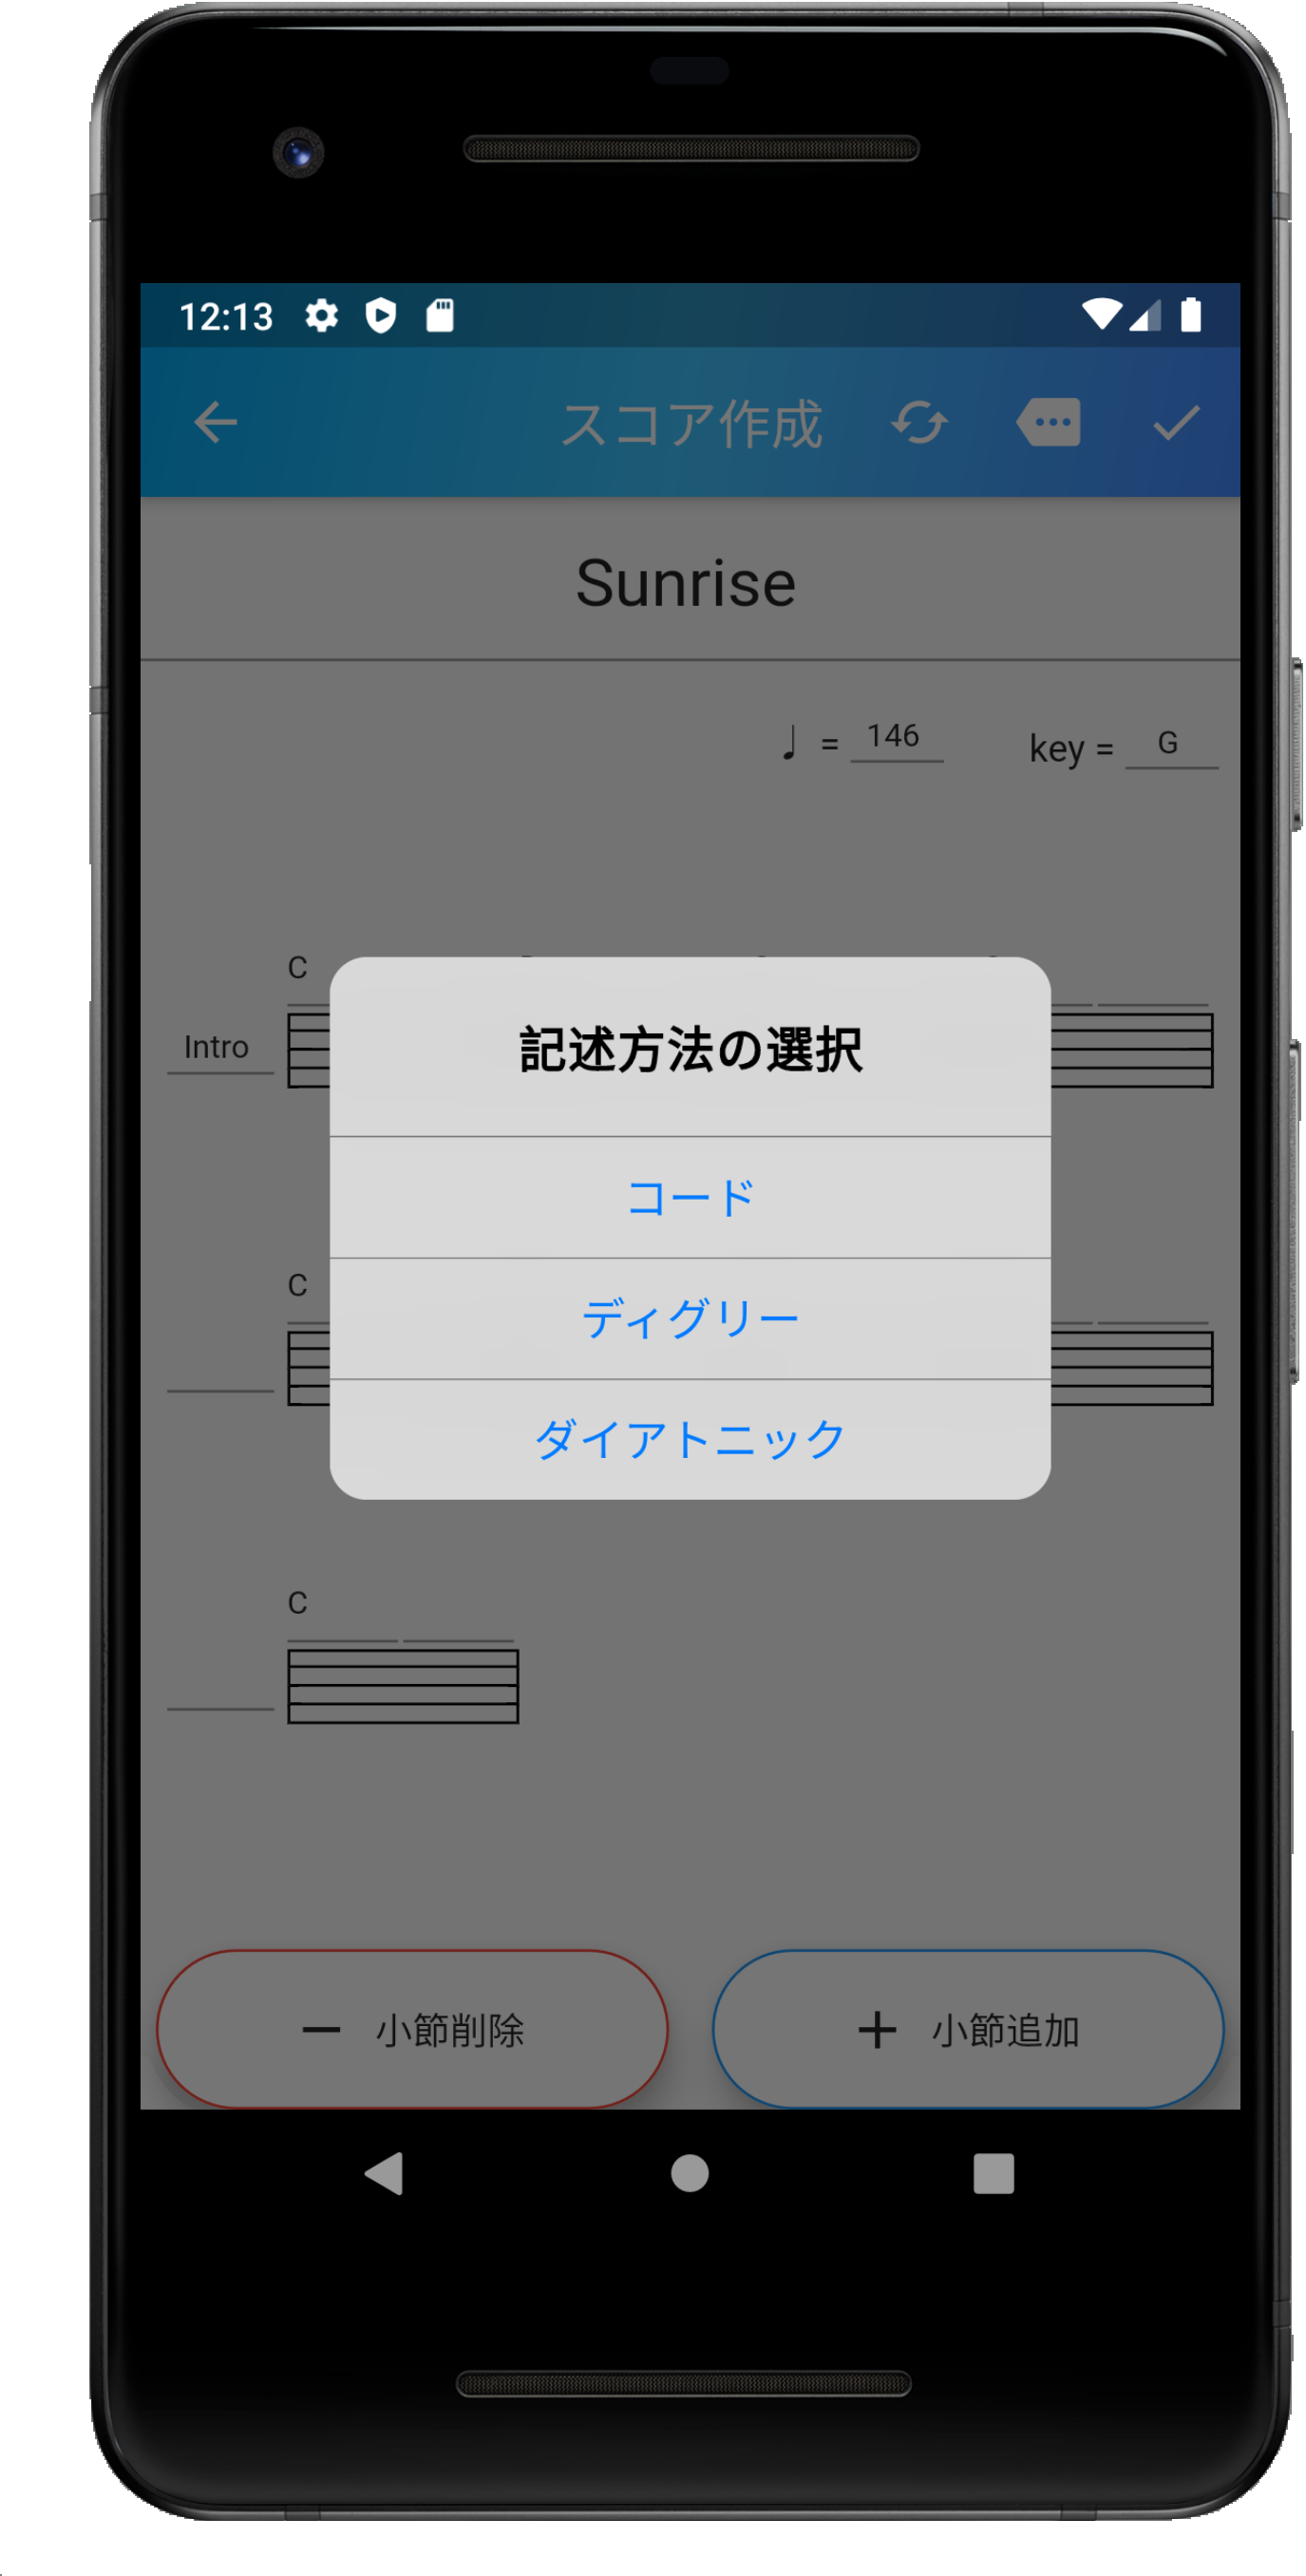 12:13
スコア作成
Sunrise
♩ = 146 key = G
C
Intro
記述方法の選択
コード
C
ディグリー
ダイアトニック
C
− 小節削除 + 小節追加